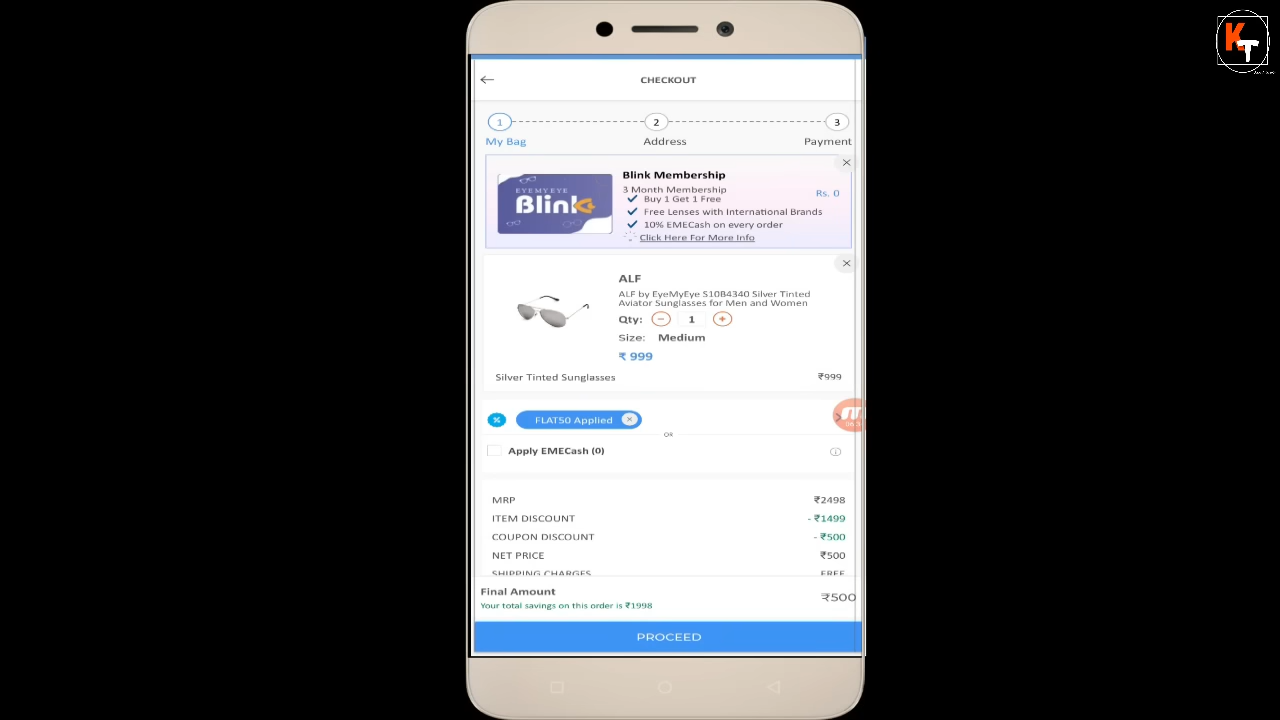 KT
CHECKOUT
1
2
3
My Bag
Address
Payment
EYEMYEYE
Blink
Blink Membership
3 Month Membership
Rs. 0
Buy 1 Get 1 Free
Free Lenses with International Brands
10% EMECash on every order
Click Here For More Info
ALF
ALF by EyeMyEye S10B4340 Silver Tinted
Aviator Sunglasses for Men and Women
Qty: − 1 +
Size: Medium
₹ 999
Silver Tinted Sunglasses ₹999
% FLAT50 Applied
OR
Apply EMECash (0)
MRP ₹2498
ITEM DISCOUNT - ₹1499
COUPON DISCOUNT - ₹500
NET PRICE ₹500
SHIPPING CHARGES FREE
Final Amount ₹500
Your total savings on this order is ₹1998
PROCEED